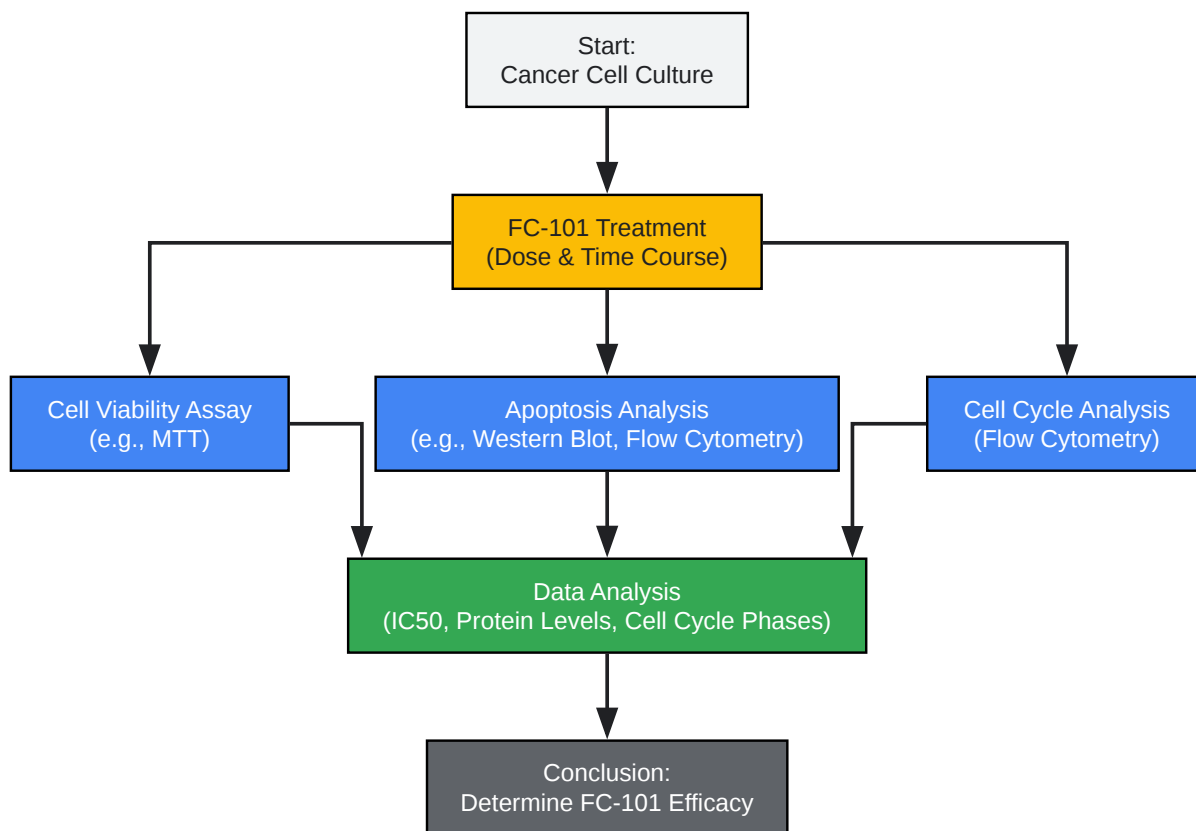 Start:
Cancer Cell Culture
FC-101 Treatment
(Dose & Time Course)
Cell Viability Assay
(e.g., MTT)
Apoptosis Analysis
(e.g., Western Blot, Flow Cytometry)
Cell Cycle Analysis
(Flow Cytometry)
Data Analysis
(IC50, Protein Levels, Cell Cycle Phases)
Conclusion:
Determine FC-101 Efficacy